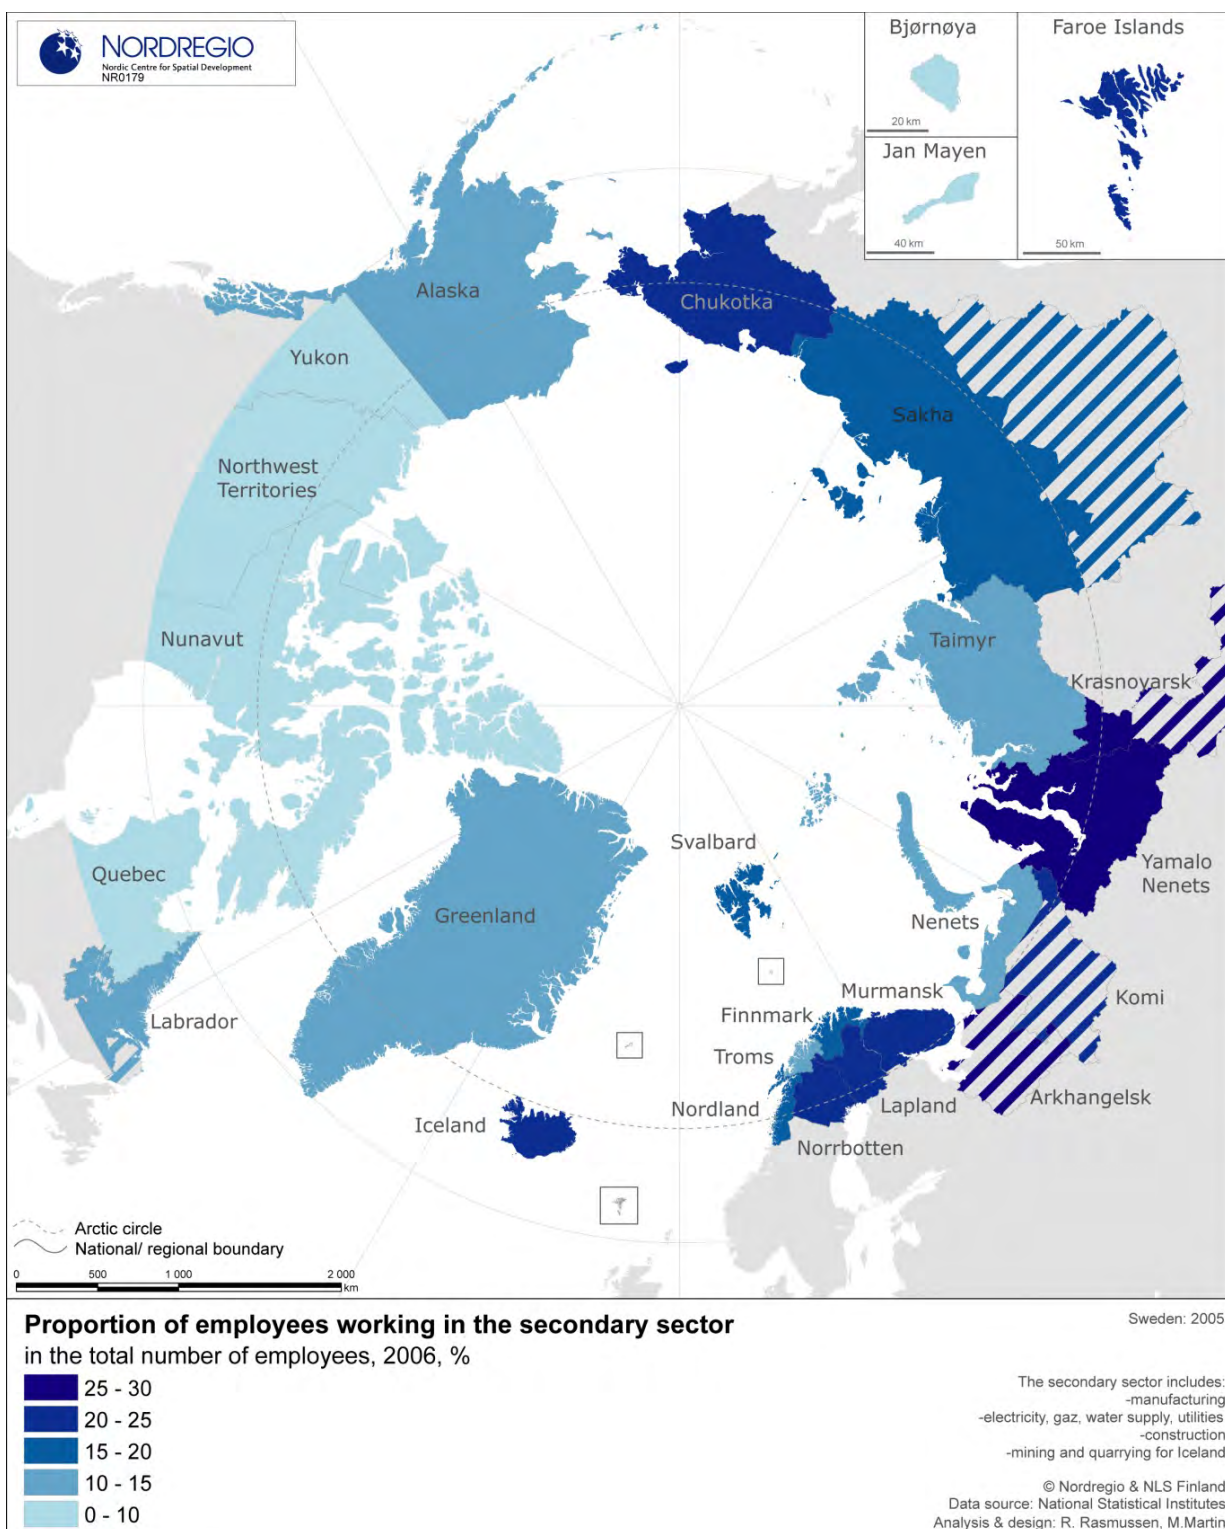 NORDREGIO
Nordic Centre for Spatial Development
NR0179
Bjørnøya
20 km
Jan Mayen
40 km
Faroe Islands
50 km
Alaska
Chukotka
Yukon
Sakha
Northwest
Territories
Nunavut
Taimyr
Krasnoyarsk
Svalbard
Quebec
Yamalo
Nenets
Greenland
Nenets
Murmansk
Komi
Finnmark
Labrador
Troms
Arkhangelsk
Nordland
Lapland
Iceland
Norrbotten
Arctic circle
National/ regional boundary
0 500 1 000 2 000
km
Proportion of employees working in the secondary sector
in the total number of employees, 2006, %
25 - 30
20 - 25
15 - 20
10 - 15
0 - 10
Sweden: 2005
The secondary sector includes:
-manufacturing
-electricity, gaz, water supply, utilities
-construction
-mining and quarrying for Iceland
© Nordregio & NLS Finland
Data source: National Statistical Institutes
Analysis & design: R. Rasmussen, M.Martin